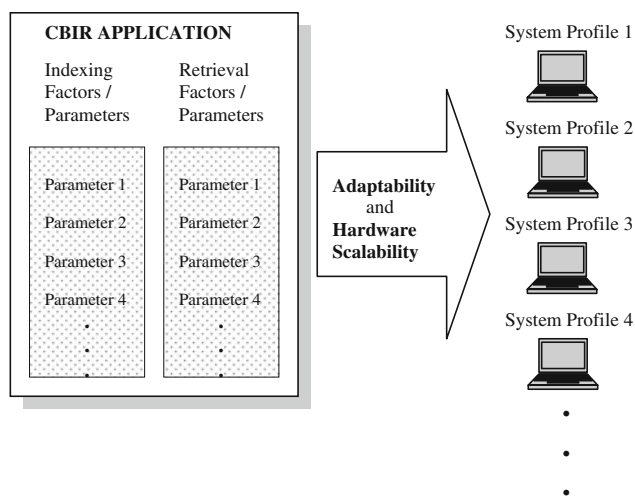 CBIR APPLICATION
Indexing
Factors /
Parameters
Retrieval
Factors /
Parameters
Parameter 1
Parameter 2
Parameter 3
Parameter 4
Parameter 1
Parameter 2
Parameter 3
Parameter 4
Adaptability
and
Hardware
Scalability
System Profile 1
System Profile 2
System Profile 3
System Profile 4